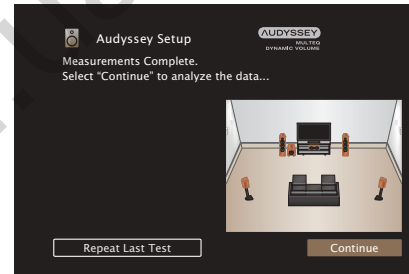 Audyssey Setup
AUDYSSEY
MULTEQ
DYNAMIC VOLUME
Measurements Complete.
Select “Continue” to analyze the data...
Repeat Last Test
Continue